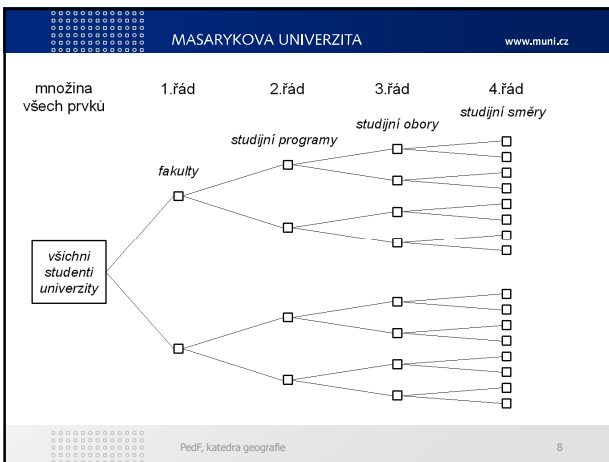 MASARYKOVA UNIVERZITA
www.muni.cz
množina
všech prvků
1.řád
2.řád
3.řád
4.řád
fakulty
studijní programy
studijní obory
studijní směry
všichni
studenti
univerzity
PedF, katedra geografie
8